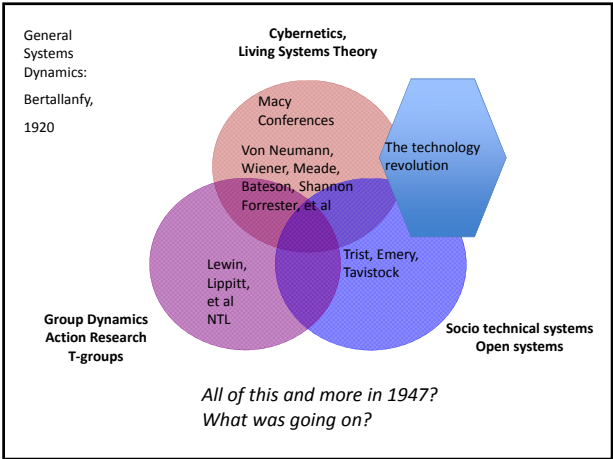 General
Systems
Dynamics:
Bertallanfy,
1920
Cybernetics,
Living Systems Theory
Macy
Conferences
Von Neumann,
Wiener, Meade,
Bateson, Shannon
Forrester, et al
The technology
revolution
Lewin,
Lippitt,
et al
NTL
Trist, Emery,
Tavistock
Group Dynamics
Action Research
T-groups
Socio technical systems
Open systems
All of this and more in 1947?
What was going on?